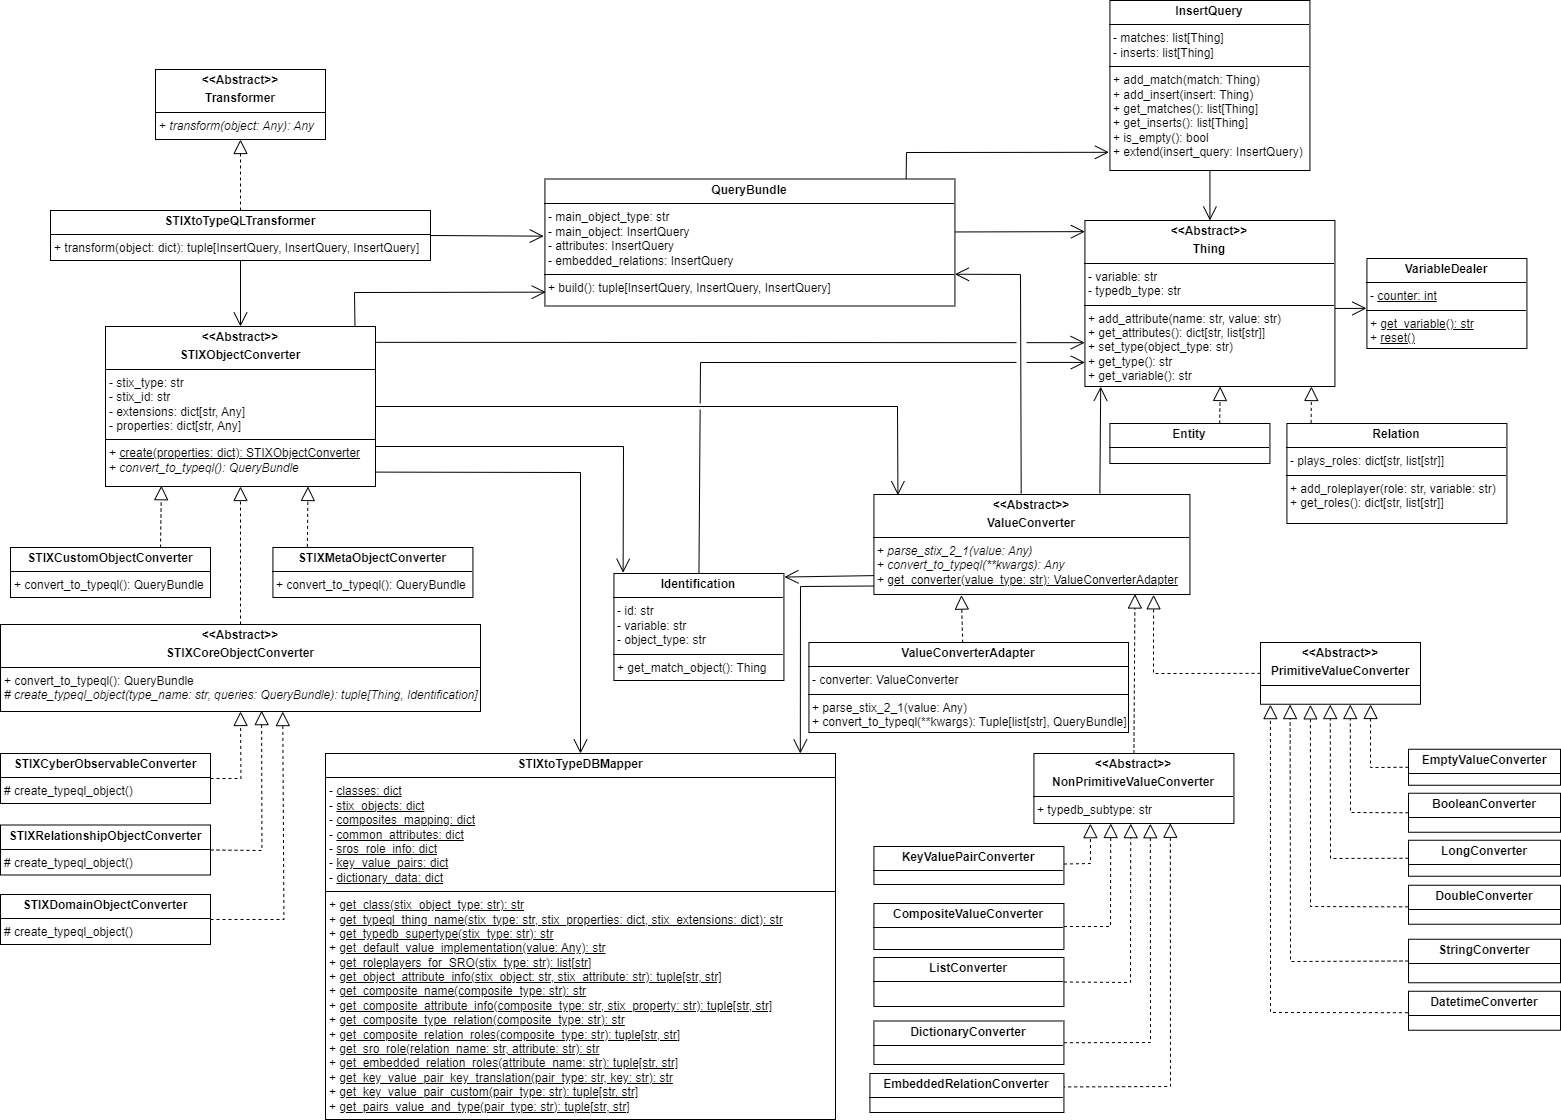 InsertQuery
- matches: list[Thing]
- inserts: list[Thing]
+ add_match(match: Thing)
+ add_insert(insert: Thing)
+ get_matches(): list[Thing]
+ get_inserts(): list[Thing]
+ is_empty(): bool
+ extend(insert_query: InsertQuery)
<<Abstract>>
Transformer
+ transform(object: Any): Any
STIXtoTypeQLTransformer
+ transform(object: dict): tuple[InsertQuery, InsertQuery, InsertQuery]
QueryBundle
- main_object_type: str
- main_object: InsertQuery
- attributes: InsertQuery
- embedded_relations: InsertQuery
+ build(): tuple[InsertQuery, InsertQuery, InsertQuery]
<<Abstract>>
Thing
- variable: str
- typedb_type: str
+ add_attribute(name: str, value: str)
+ get_attributes(): dict[str, list[str]]
+ set_type(object_type: str)
+ get_type(): str
+ get_variable(): str
VariableDealer
- counter: int
+ get_variable(): str
+ reset()
<<Abstract>>
STIXObjectConverter
- stix_type: str
- stix_id: str
- extensions: dict[str, Any]
- properties: dict[str, Any]
+ create(properties: dict): STIXObjectConverter
+ convert_to_typeql(): QueryBundle
Entity
Relation
- plays_roles: dict[str, list[str]]
+ add_roleplayer(role: str, variable: str)
+ get_roles(): dict[str, list[str]]
<<Abstract>>
ValueConverter
+ parse_stix_2_1(value: Any)
+ convert_to_typeql(**kwargs): Any
+ get_converter(value_type: str): ValueConverterAdapter
STIXCustomObjectConverter
+ convert_to_typeql(): QueryBundle
STIXMetaObjectConverter
+ convert_to_typeql(): QueryBundle
Identification
- id: str
- variable: str
- object_type: str
+ get_match_object(): Thing
<<Abstract>>
STIXCoreObjectConverter
+ convert_to_typeql(): QueryBundle
# create_typeql_object(type_name: str, queries: QueryBundle): tuple[Thing, Identification]
ValueConverterAdapter
- converter: ValueConverter
+ parse_stix_2_1(value: Any)
+ convert_to_typeql(**kwargs): Tuple[list[str], QueryBundle]
<<Abstract>>
PrimitiveValueConverter
STIXCyberObservableConverter
# create_typeql_object()
STIXRelationshipObjectConverter
# create_typeql_object()
STIXDomainObjectConverter
# create_typeql_object()
STIXtoTypeDBMapper
- classes: dict
- stix_objects: dict
- composites_mapping: dict
- common_attributes: dict
- sros_role_info: dict
- key_value_pairs: dict
- dictionary_data: dict
+ get_class(stix_object_type: str): str
+ get_typeql_thing_name(stix_type: str, stix_properties: dict, stix_extensions: dict): str
+ get_typedb_supertype(stix_type: str): str
+ get_default_value_implementation(value: Any): str
+ get_roleplayers_for_SRO(stix_type: str): list[str]
+ get_object_attribute_info(stix_object: str, stix_attribute: str): tuple[str, str]
+ get_composite_name(composite_type: str): str
+ get_composite_attribute_info(composite_type: str, stix_property: str): tuple[str, str]
+ get_composite_type_relation(composite_type: str): str
+ get_composite_relation_roles(composite_type: str): tuple[str, str]
+ get_sro_role(relation_name: str, attribute: str): str
+ get_embedded_relation_roles(attribute_name: str): tuple[str, str]
+ get_key_value_pair_key_translation(pair_type: str, key: str): str
+ get_key_value_pair_custom(pair_type: str): tuple[str, str]
+ get_pairs_value_and_type(pair_type: str): tuple[str, str]
<<Abstract>>
NonPrimitiveValueConverter
+ typedb_subtype: str
KeyValuePairConverter
CompositeValueConverter
ListConverter
DictionaryConverter
EmbeddedRelationConverter
EmptyValueConverter
BooleanConverter
LongConverter
DoubleConverter
StringConverter
DatetimeConverter